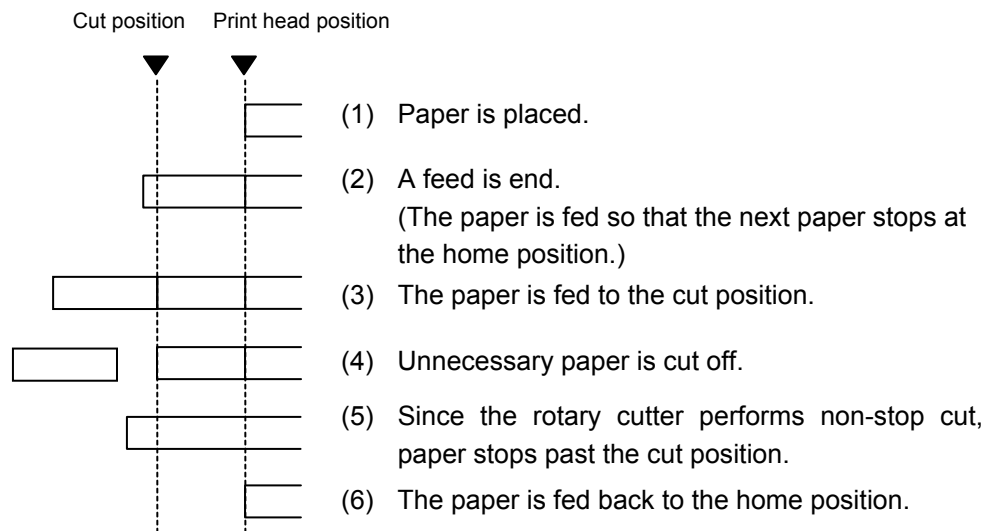 Cut position Print head position
(1) Paper is placed.
(2) A feed is end.
(The paper is fed so that the next paper stops at
the home position.)
(3) The paper is fed to the cut position.
(4) Unnecessary paper is cut off.
(5) Since the rotary cutter performs non-stop cut,
paper stops past the cut position.
(6) The paper is fed back to the home position.